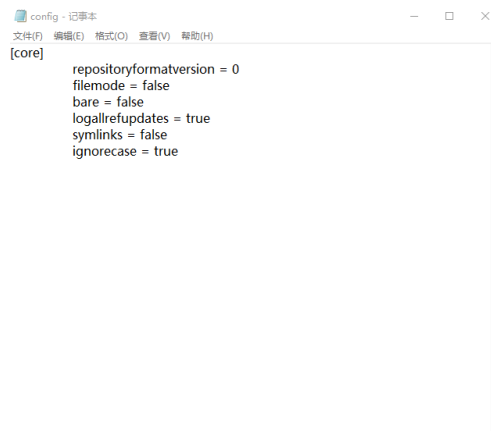 config - 记事本
文件(F) 编辑(E) 格式(O) 查看(V) 帮助(H)
[core]
repositoryformatversion = 0
filemode = false
bare = false
logallrefupdates = true
symlinks = false
ignorecase = true